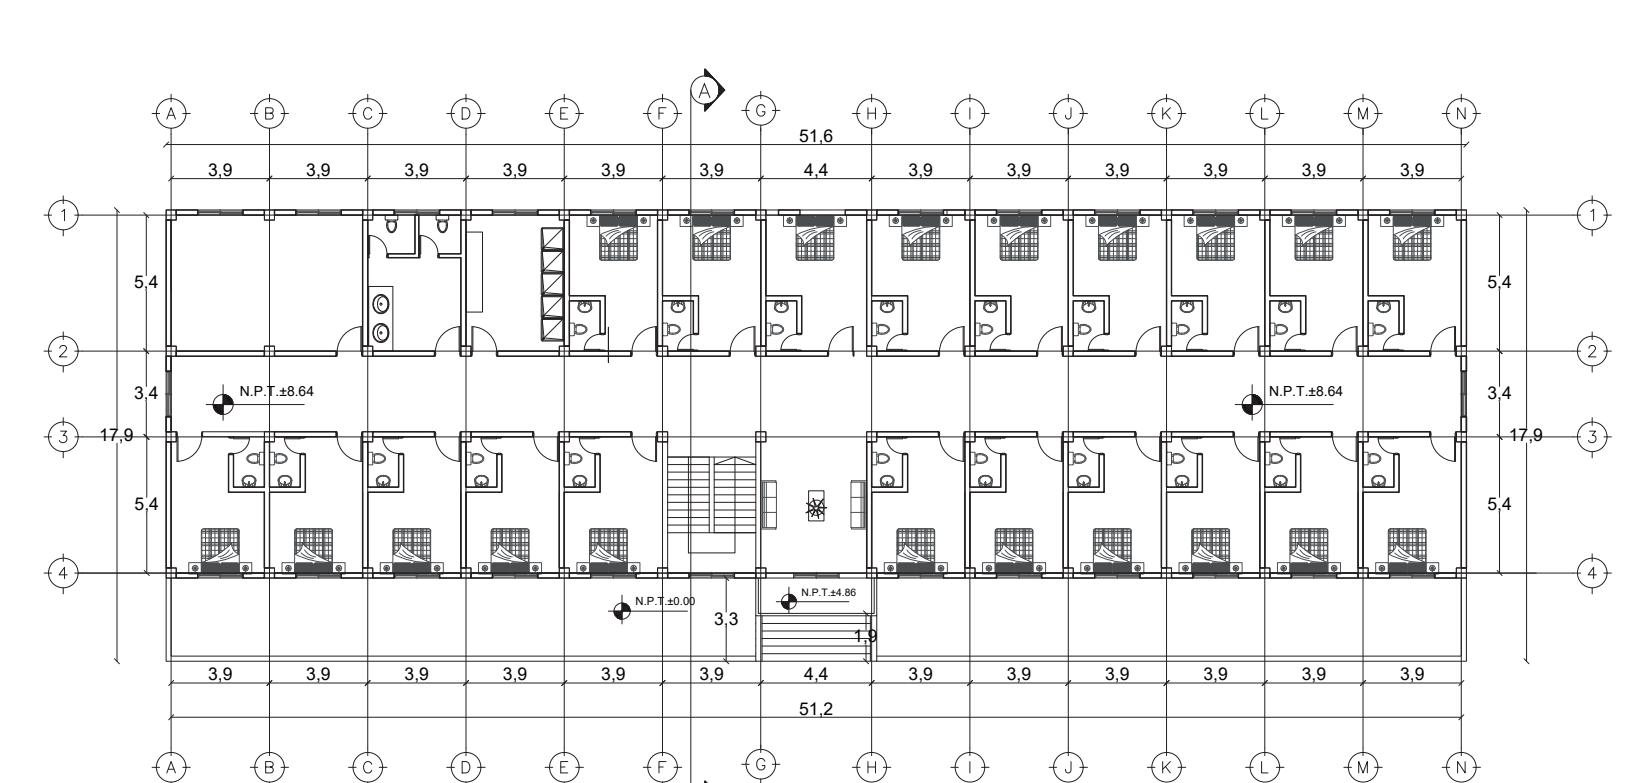 A
A B C D E F G H I J K L M N
51,6
3,9 3,9 3,9 3,9 3,9 3,9 4,4 3,9 3,9 3,9 3,9 3,9 3,9
1 1
5,4 5,4
2 2
N.P.T.±8.64 N.P.T.±8.64
3,4 3,4
3 3
17,9 17,9
5,4 5,4
4 4
N.P.T.±4.86
N.P.T.±0.00
3,3
1,9
3,9 3,9 3,9 3,9 3,9 3,9 4,4 3,9 3,9 3,9 3,9 3,9 3,9
51,2
A B C D E F G H I J K L M N